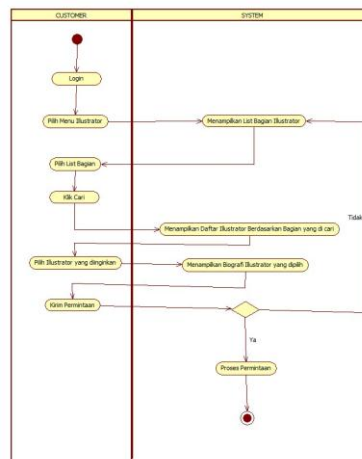 CUSTOMER
SYSTEM
Login
Pilih Menu Illustrator
Menampilkan List Bagian Illustrator
Pilih List Bagian
Klik Cari
Menampilkan Daftar Illustrator Berdasarkan Bagian yang di cari
Pilih Illustrator yang diinginkan
Menampilkan Biografi Illustrator yang dipilih
Kirim Permintaan
Tidak
Ya
Proses Permintaan